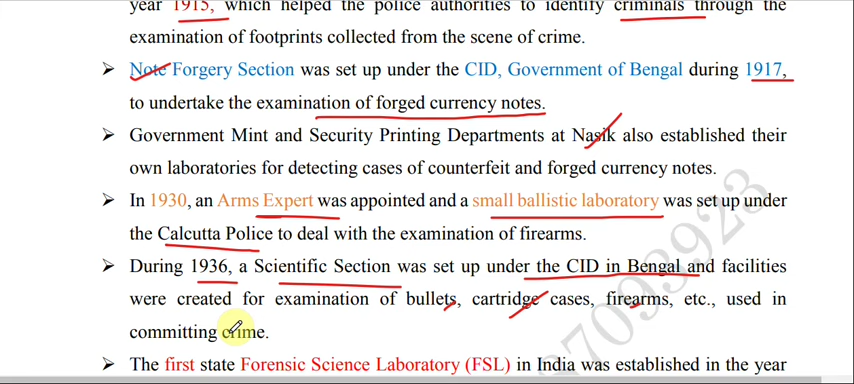 year 1915, which helped the police authorities to identify criminals through the
examination of footprints collected from the scene of crime.
➢ Note Forgery Section was set up under the CID, Government of Bengal during 1917,
to undertake the examination of forged currency notes.
➢ Government Mint and Security Printing Departments at Nasik also established their
own laboratories for detecting cases of counterfeit and forged currency notes.
➢ In 1930, an Arms Expert was appointed and a small ballistic laboratory was set up under
the Calcutta Police to deal with the examination of firearms.
➢ During 1936, a Scientific Section was set up under the CID in Bengal and facilities
were created for examination of bullets, cartridge cases, firearms, etc., used in
committing crime.
➢ The first state Forensic Science Laboratory (FSL) in India was established in the year